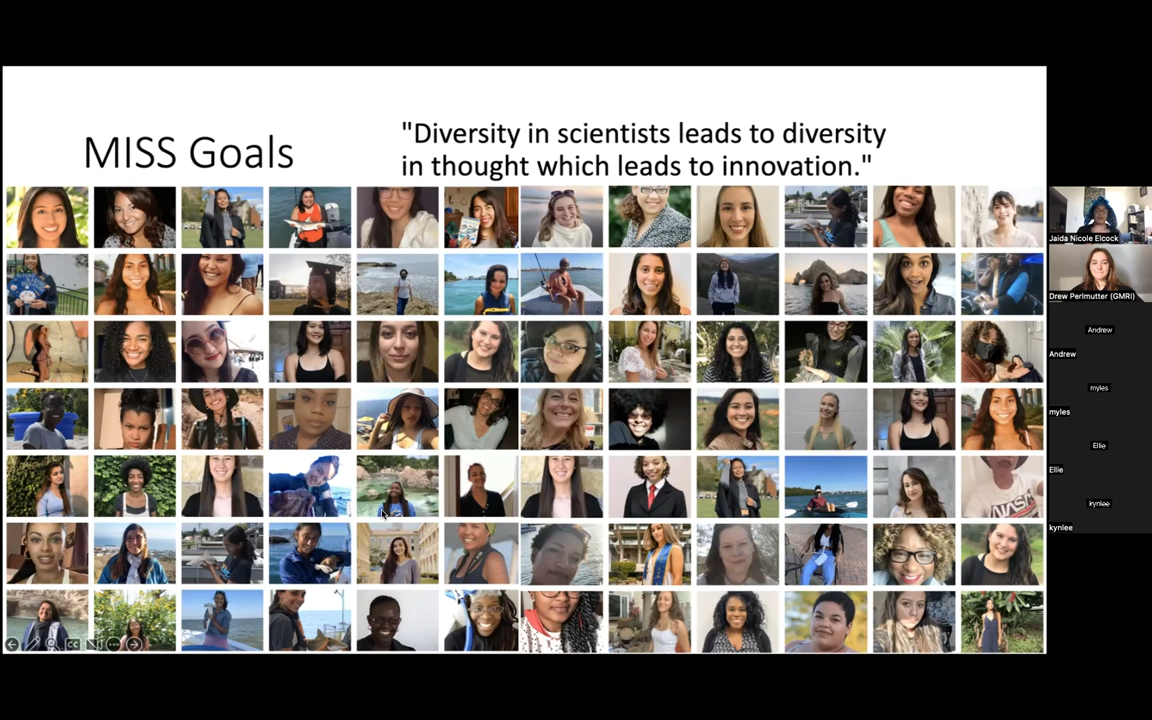 MISS Goals
"Diversity in scientists leads to diversity
in thought which leads to innovation."
Jaida Nicole Elcock
Drew Perlmutter (GMRI)
Andrew
Andrew
myles
myles
Ellie
Ellie
kynlee
kynlee
CC